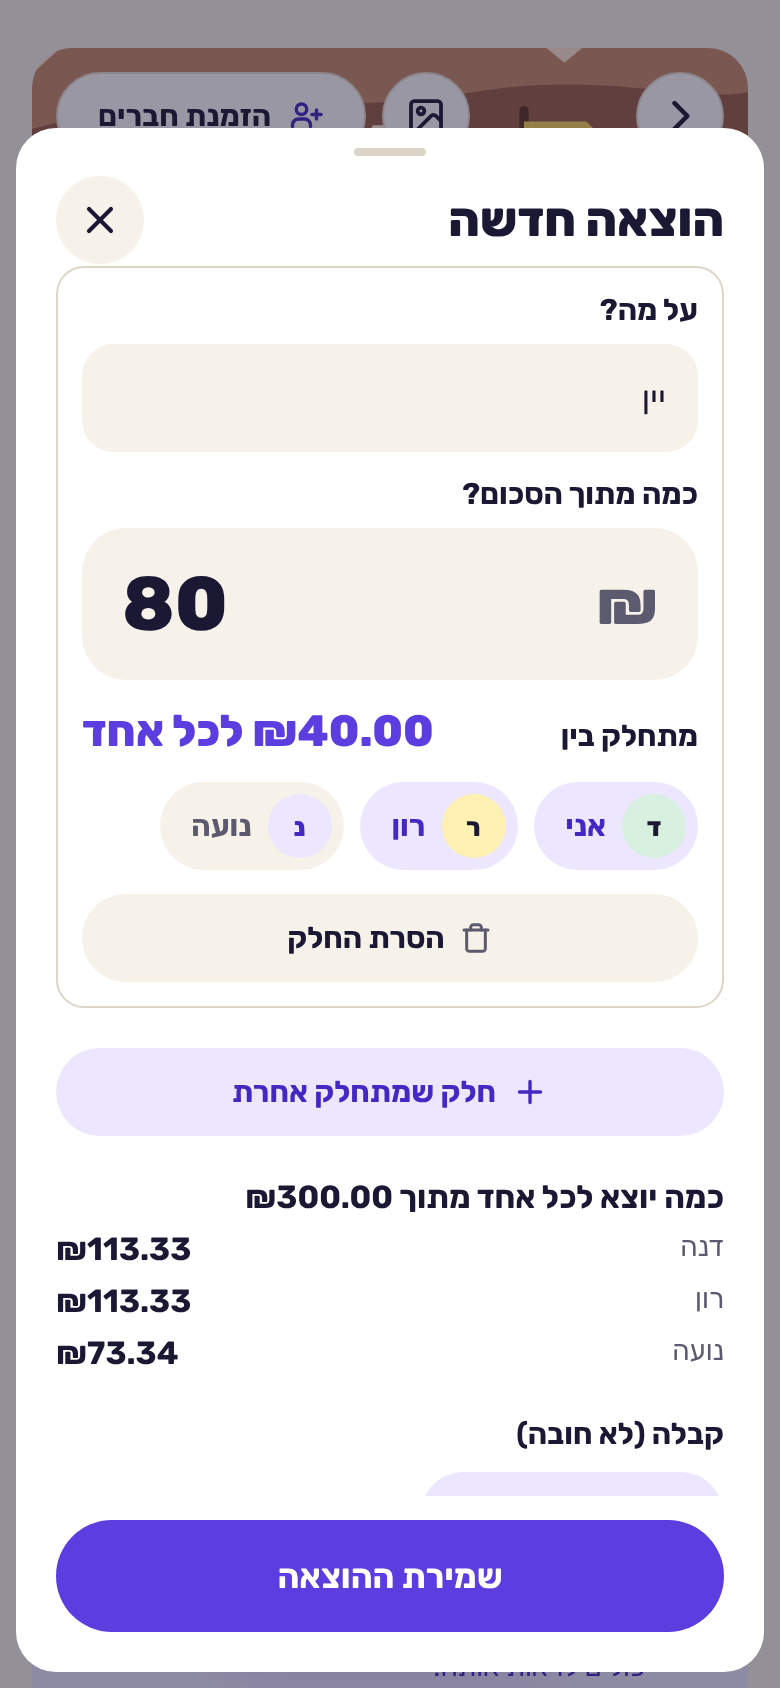 הזמנת חברים
הוצאה חדשה
על מה?
יין
כמה מתוך הסכום?
₪ 80
מתחלק בין ₪40.00 לכל אחד
ד אני ר רון נ נועה
הסרת החלק
חלק שמתחלק אחרת
כמה יוצא לכל אחד מתוך ₪300.00
דנה ₪113.33
רון ₪113.33
נועה ₪73.34
קבלה (לא חובה)
שמירת ההוצאה